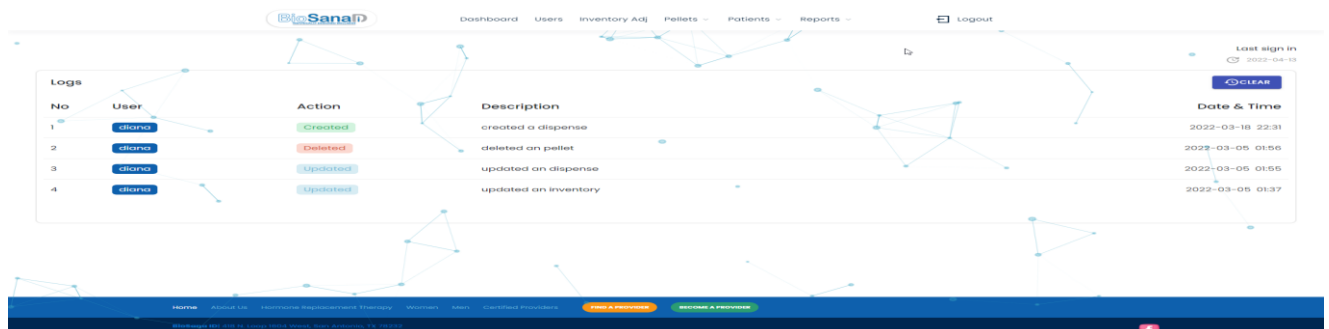 BioSanaID
Dashboard Users Inventory Adj Pellets Patients Reports Logout
Last sign in
2022-04-13
Logs
CLEAR
No User Action Description Date & Time
1 diana Created created a dispense 2022-03-18 22:31
2 diana Deleted deleted an pellet 2022-03-05 01:56
3 diana Updated updated an dispense 2022-03-05 01:55
4 diana Updated updated an inventory 2022-03-05 01:37
Home About Us Hormone Replacement Therapy Women Men Certified Providers FIND A PROVIDER BECOME A PROVIDER